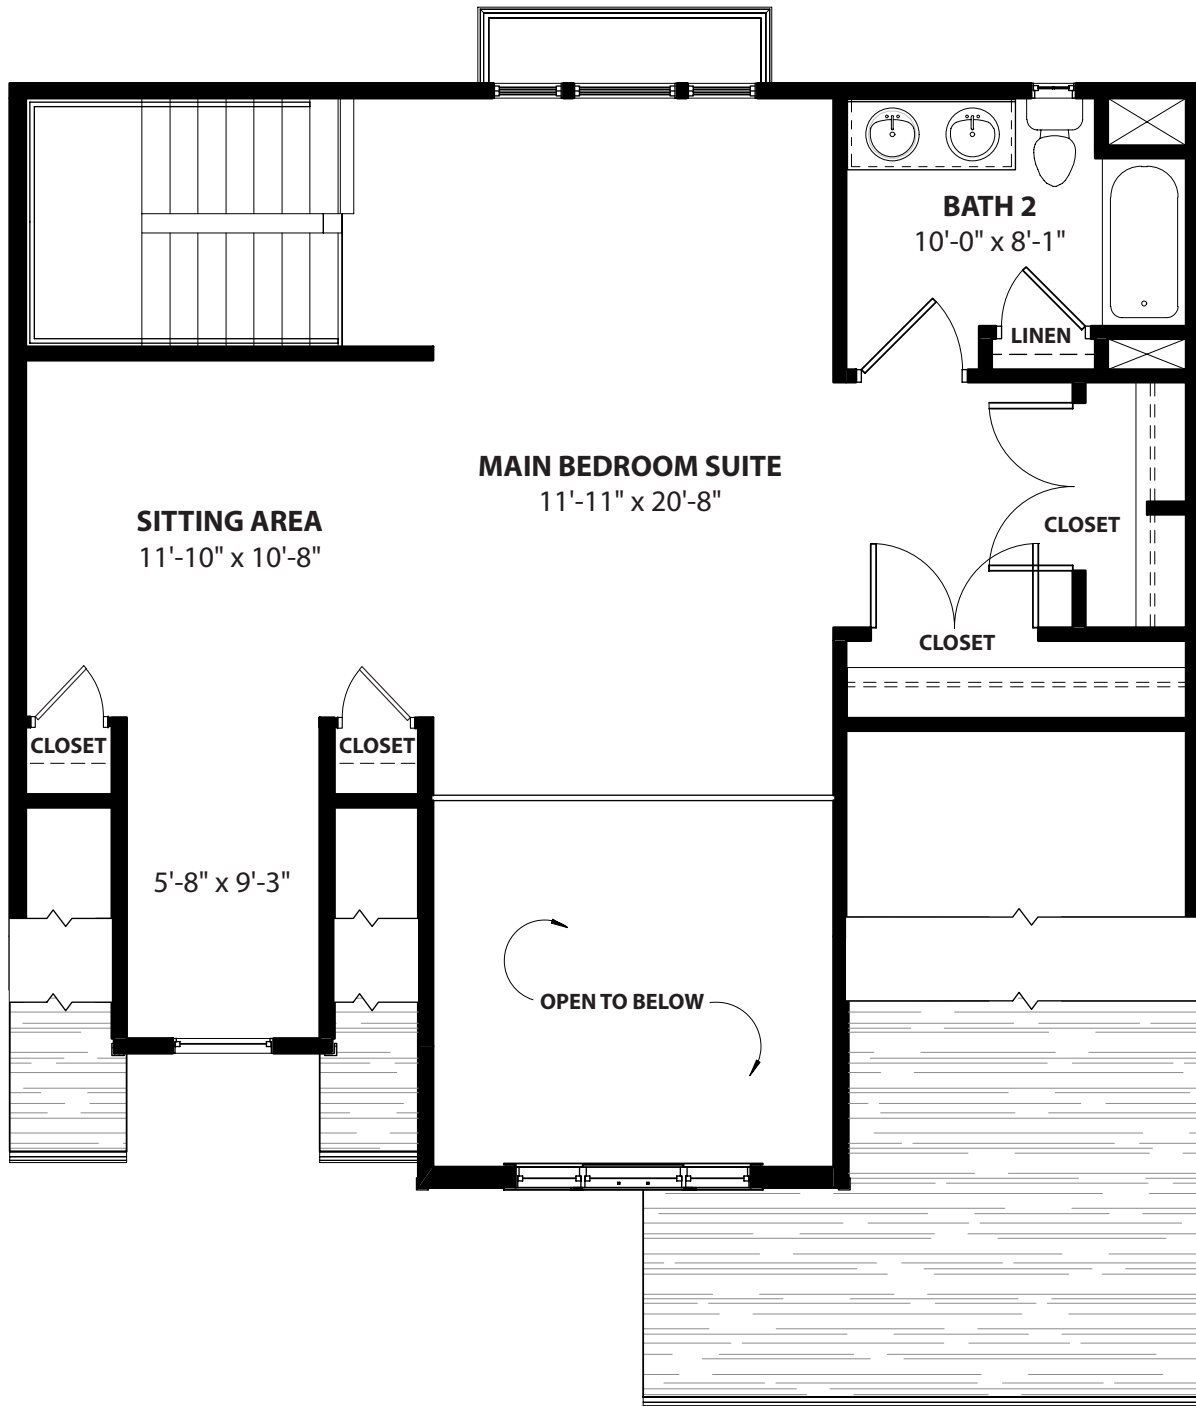 BATH 2
10'-0" x 8'-1"
LINEN
MAIN BEDROOM SUITE
11'-11" x 20'-8"
SITTING AREA
11'-10" x 10'-8"
CLOSET
CLOSET
CLOSET
CLOSET
5'-8" x 9'-3"
OPEN TO BELOW